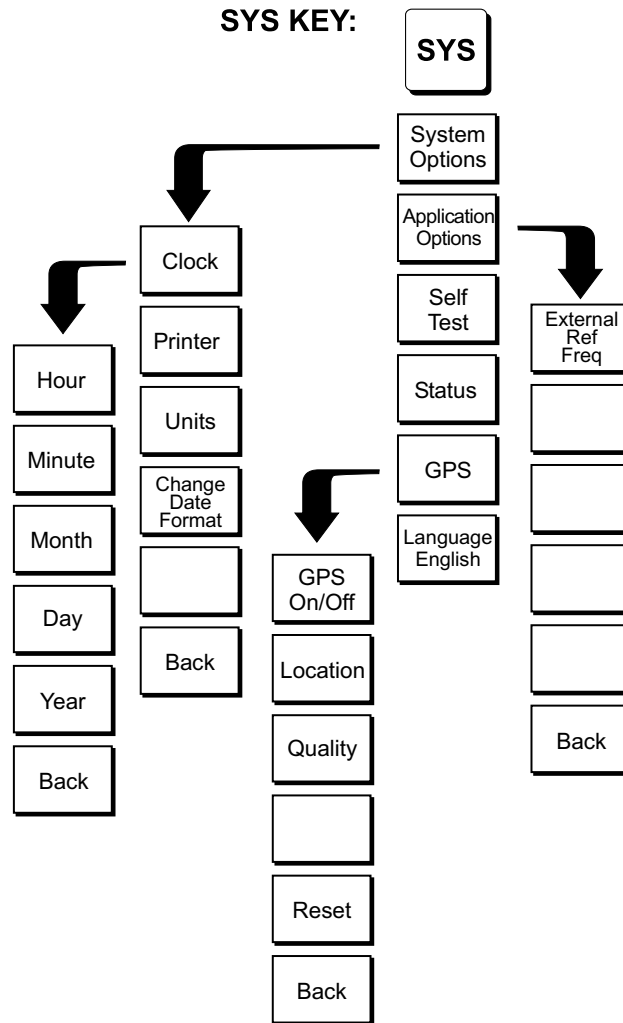 SYS KEY:
SYS
System
Options
Application
Options
Self
Test
Status
GPS
Language
English
Clock
Printer
Units
Change
Date
Format
Back
Hour
Minute
Month
Day
Year
Back
GPS
On/Off
Location
Quality
Reset
Back
External
Ref
Freq
Back